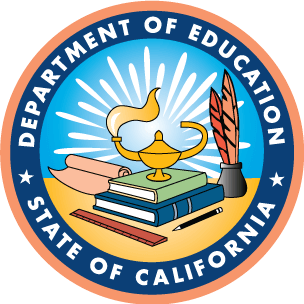 DEPARTMENT OF EDUCATION
STATE OF CALIFORNIA